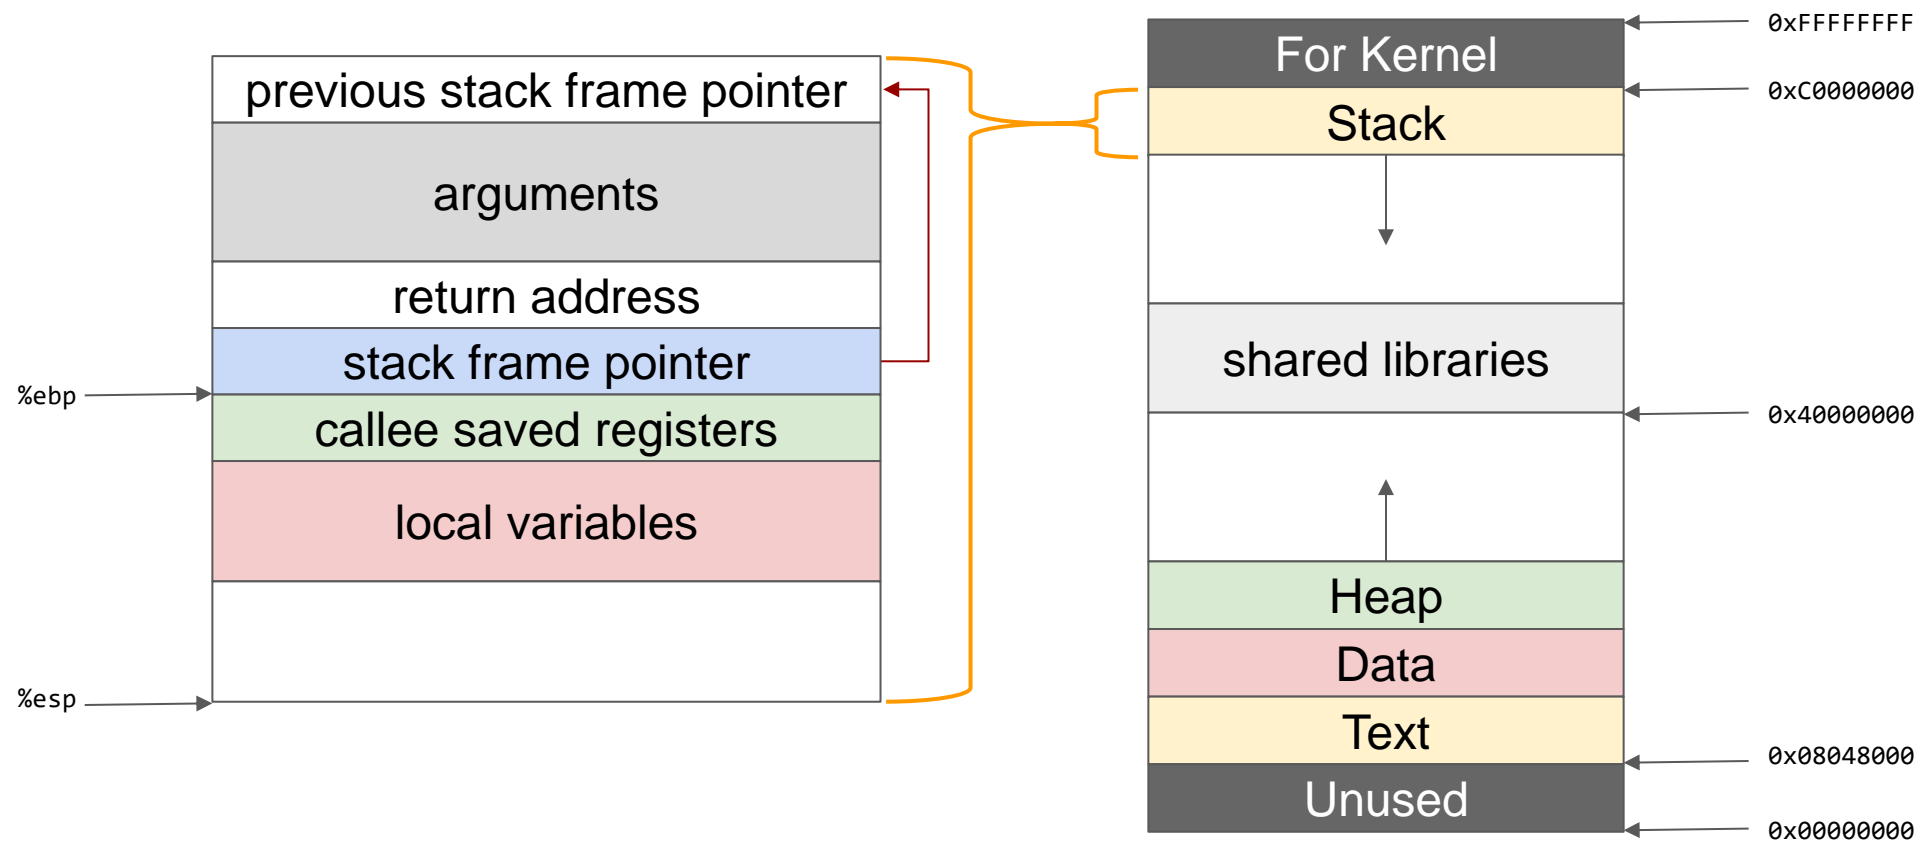 previous stack frame pointer
arguments
return address
stack frame pointer
callee saved registers
local variables
%ebp
%esp
For Kernel
Stack
shared libraries
Heap
Data
Text
Unused
0xFFFFFFFF
0xC0000000
0x40000000
0x08048000
0x00000000